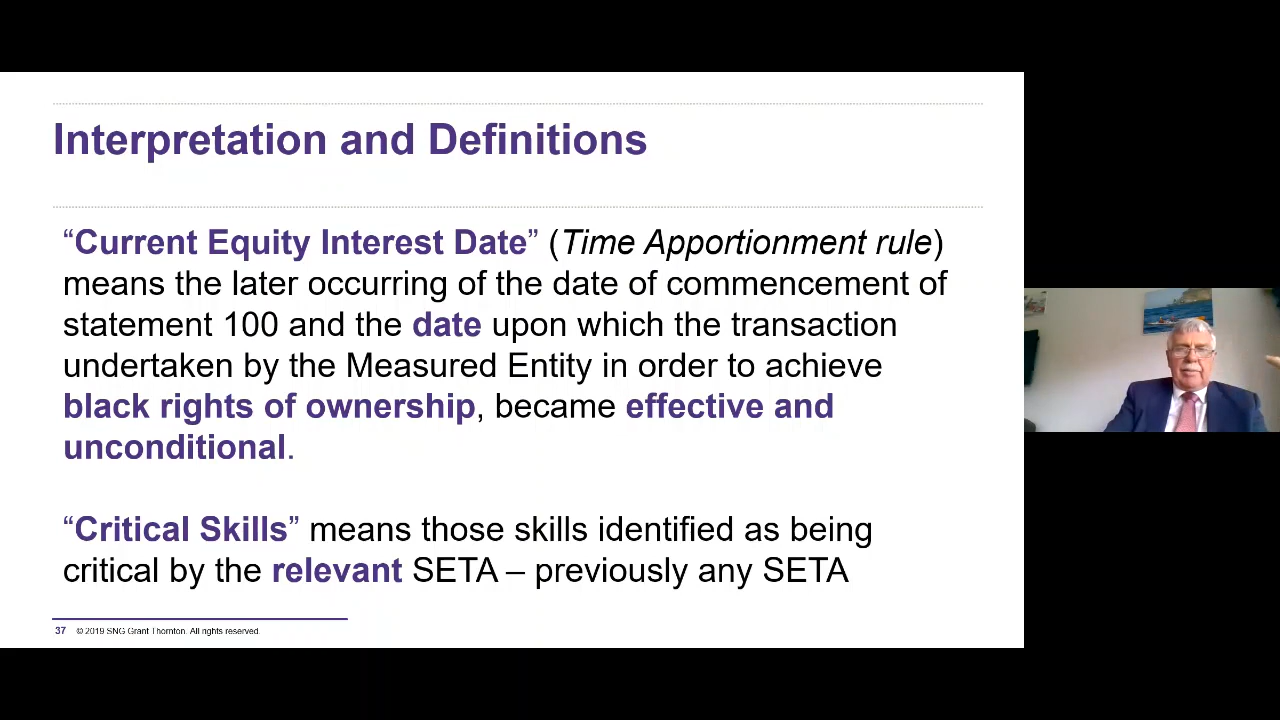 Interpretation and Definitions
“Current Equity Interest Date” (Time Apportionment rule)
means the later occurring of the date of commencement of
statement 100 and the date upon which the transaction
undertaken by the Measured Entity in order to achieve
black rights of ownership, became effective and
unconditional.
“Critical Skills” means those skills identified as being
critical by the relevant SETA – previously any SETA
37 © 2019 SNG Grant Thornton. All rights reserved.